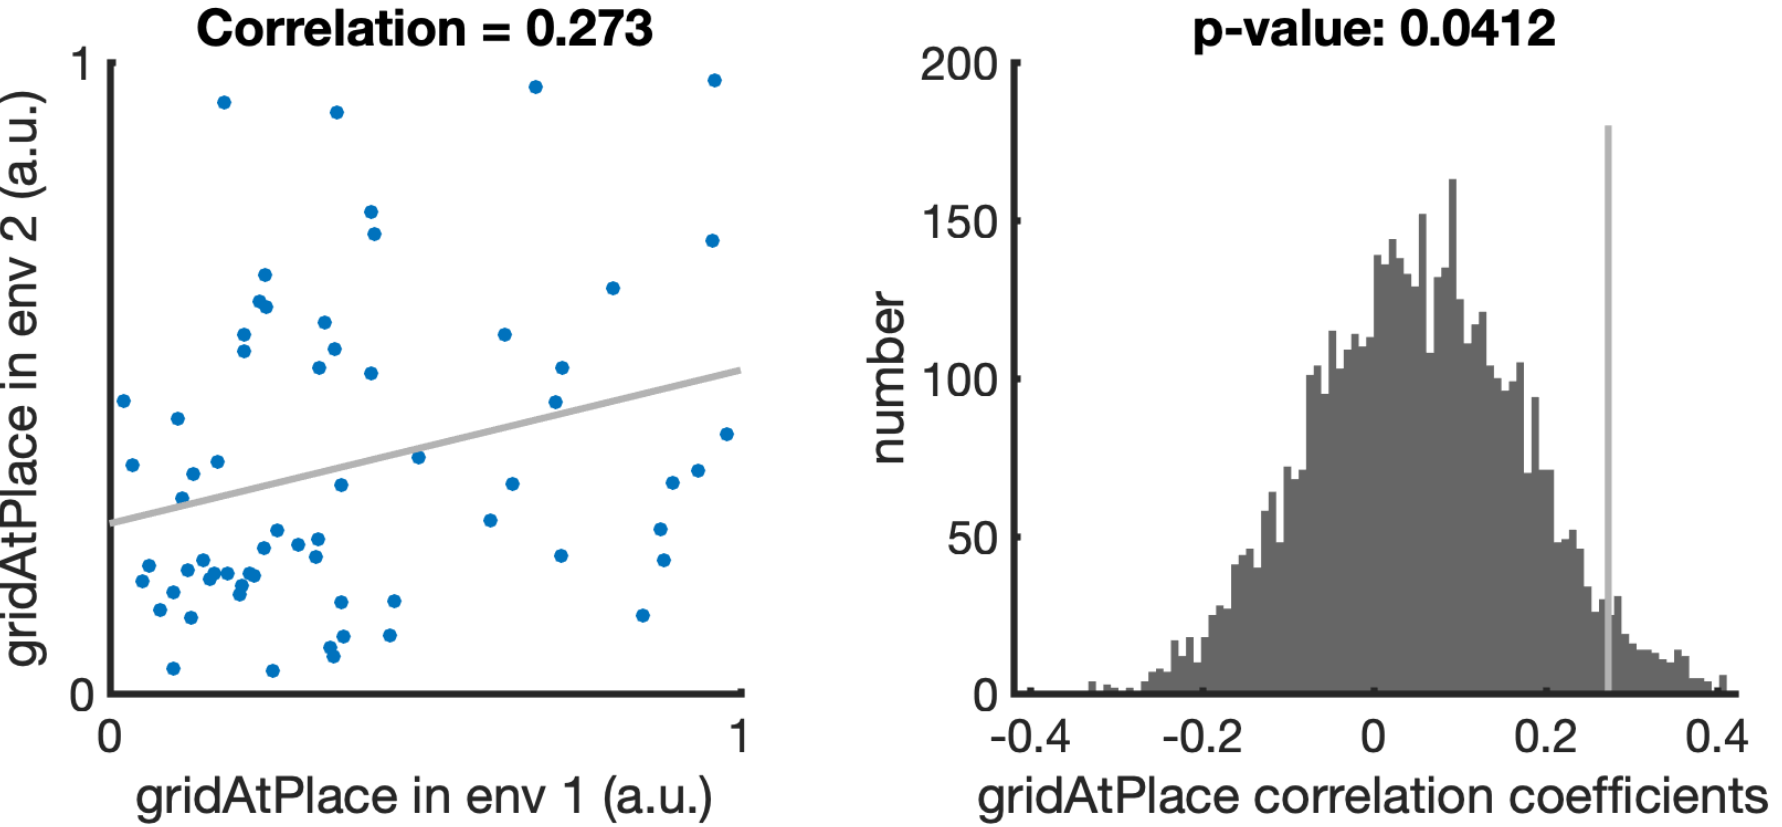 Correlation = 0.273
1
0
0
1
gridAtPlace in env 2 (a.u.)
gridAtPlace in env 1 (a.u.)
p-value: 0.0412
200
150
100
50
0
number
-0.4
-0.2
0
0.2
0.4
gridAtPlace correlation coefficients